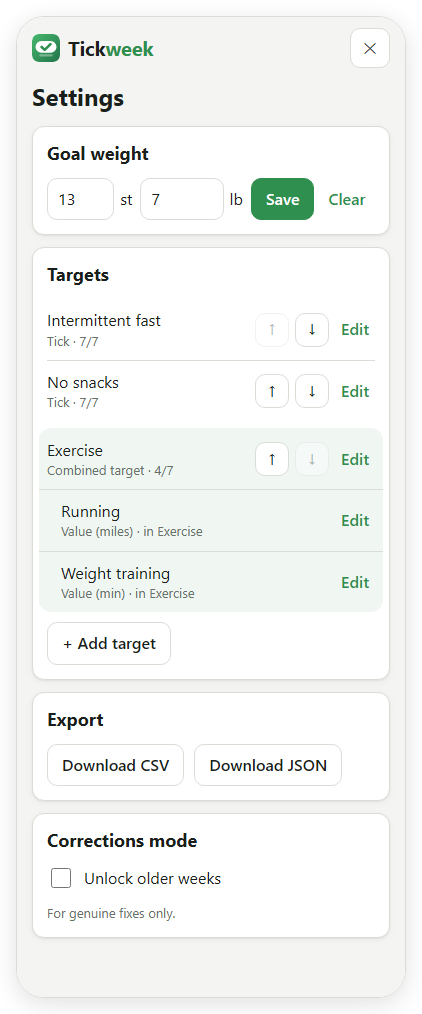 Tickweek
Settings
Goal weight
13 st 7 lb Save Clear
Targets
Intermittent fast
Tick · 7/7
↑ ↓ Edit
No snacks
Tick · 7/7
↑ ↓ Edit
Exercise
Combined target · 4/7
↑ ↓ Edit
Running
Value (miles) · in Exercise
Edit
Weight training
Value (min) · in Exercise
Edit
+ Add target
Export
Download CSV Download JSON
Corrections mode
Unlock older weeks
For genuine fixes only.